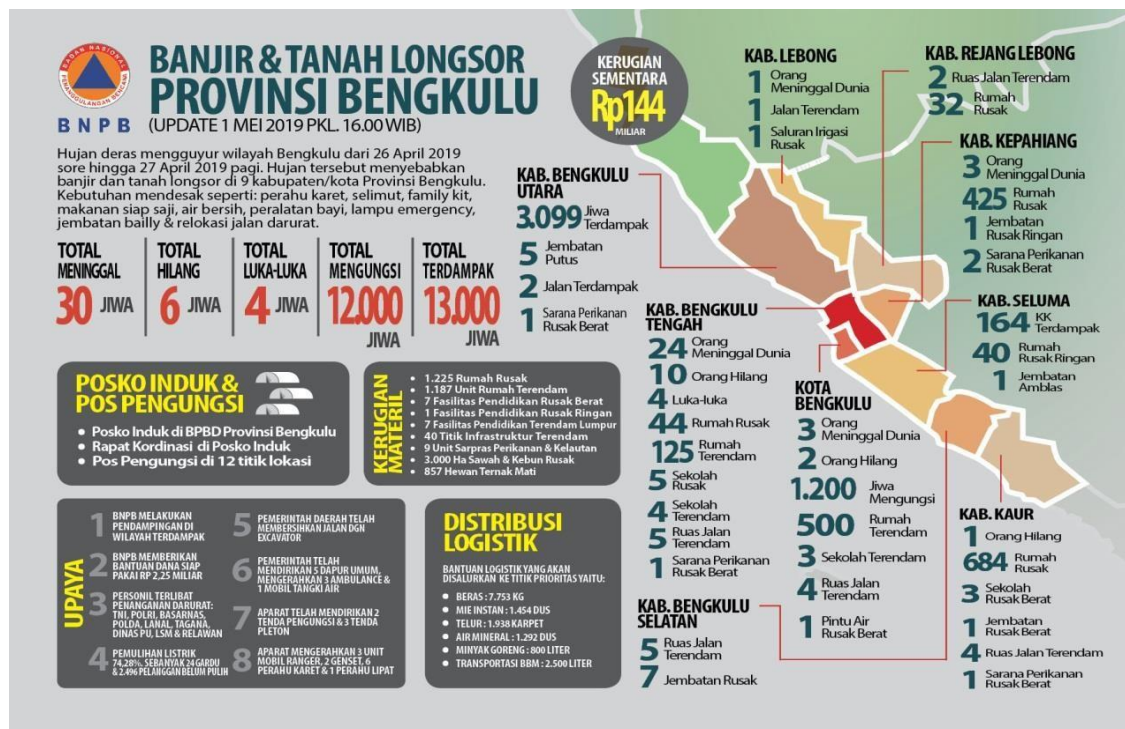 BADAN NASIONAL
PENANGGULANGAN BENCANA
BNPB
BANJIR & TANAH LONGSOR
PROVINSI BENGKULU
(UPDATE 1 MEI 2019 PKL. 16.00 WIB)
Hujan deras mengguyur wilayah Bengkulu dari 26 April 2019
sore hingga 27 April 2019 pagi. Hujan tersebut menyebabkan
banjir dan tanah longsor di 9 kabupaten/kota Provinsi Bengkulu.
Kebutuhan mendesak seperti: perahu karet, selimut, family kit,
makanan siap saji, air bersih, peralatan bayi, lampu emergency,
jembatan bailly & relokasi jalan darurat.
TOTAL
MENINGGAL
30 JIWA
TOTAL
HILANG
6 JIWA
TOTAL
LUKA-LUKA
4 JIWA
TOTAL
MENGUNGSI
12.000
JIWA
TOTAL
TERDAMPAK
13.000
JIWA
POSKO INDUK &
POS PENGUNGSI
• Posko Induk di BPBD Provinsi Bengkulu
• Rapat Kordinasi di Posko Induk
• Pos Pengungsi di 12 titik lokasi
KERUGIAN
MATERIL
• 1.225 Rumah Rusak
• 1.187 Unit Rumah Terendam
• 7 Fasilitas Pendidikan Rusak Berat
• 1 Fasilitas Pendidikan Rusak Ringan
• 7 Fasilitas Pendidikan Terendam Lumpur
• 40 Titik Infrastruktur Terendam
• 9 Unit Sarpras Perikanan & Kelautan
• 3.000 Ha Sawah & Kebun Rusak
• 857 Hewan Ternak Mati
UPAYA
1 BNPB MELAKUKAN
PENDAMPINGAN DI
WILAYAH TERDAMPAK
2 BNPB MEMBERIKAN
BANTUAN DANA SIAP
PAKAI RP 2,25 MILIAR
3 PERSONIL TERLIBAT
PENANGANAN DARURAT:
TNI, POLRI, BASARNAS,
POLDA, LANAL, TAGANA,
DINAS PU, LSM & RELAWAN
4 PEMULIHAN LISTRIK
74,28%. SEBANYAK 24 GARDU
& 2.496 PELANGGAN BELUM PULIH
5 PEMERINTAH DAERAH TELAH
MEMBERSIHKAN JALAN DGN
EXCAVATOR
6 PEMERINTAH TELAH
MENDIRIKAN 5 DAPUR UMUM,
MENGERAHKAN 3 AMBULANCE &
1 MOBIL TANGKI AIR
7 APARAT TELAH MENDIRIKAN 2
TENDA PENGUNGSI & 3 TENDA
PLETON
8 APARAT MENGERAHKAN 3 UNIT
MOBIL RANGER, 2 GENSET, 6
PERAHU KARET & 1 PERAHU LIPAT
DISTRIBUSI
LOGISTIK
BANTUAN LOGISTIK YANG AKAN
DISALURKAN KE TITIK PRIORITAS YAITU:
• BERAS : 7.753 KG
• MIE INSTAN : 1.454 DUS
• TELUR : 1.938 KARPET
• AIR MINERAL : 1.292 DUS
• MINYAK GORENG : 800 LITER
• TRANSPORTASI BBM : 2.500 LITER
KERUGIAN
SEMENTARA
Rp144
MILIAR
KAB. BENGKULU
UTARA
3.099 Jiwa
Terdampak
5 Jembatan
Putus
2 Jalan Terdampak
1 Sarana Perikanan
Rusak Berat
KAB. LEBONG
1 Orang
Meninggal Dunia
1 Jalan Terendam
1 Saluran Irigasi
Rusak
KAB. REJANG LEBONG
2 Ruas Jalan Terendam
32 Rumah
Rusak
KAB. KEPAHIANG
3 Orang
Meninggal Dunia
425 Rumah
Rusak
1 Jembatan
Rusak Ringan
2 Sarana Perikanan
Rusak Berat
KAB. SELUMA
164 KK
Terdampak
40 Rumah
Rusak Ringan
1 Jembatan
Amblas
KAB. BENGKULU
TENGAH
24 Orang
Meninggal Dunia
10 Orang Hilang
4 Luka-luka
44 Rumah Rusak
125 Rumah
Terendam
5 Sekolah
Rusak
4 Sekolah
Terendam
5 Ruas Jalan
Terendam
1 Sarana Perikanan
Rusak Berat
KOTA
BENGKULU
3 Orang
Meninggal Dunia
2 Orang Hilang
1.200 Jiwa
Mengungsi
500 Rumah
Terendam
3 Sekolah Terendam
4 Ruas Jalan
Terendam
1 Pintu Air
Rusak Berat
KAB. BENGKULU
SELATAN
5 Ruas Jalan
Terendam
7 Jembatan Rusak
KAB. KAUR
1 Orang Hilang
684 Rumah
Rusak
3 Sekolah
Rusak Berat
1 Jembatan
Rusak Berat
4 Ruas Jalan Terendam
1 Sarana Perikanan
Rusak Berat